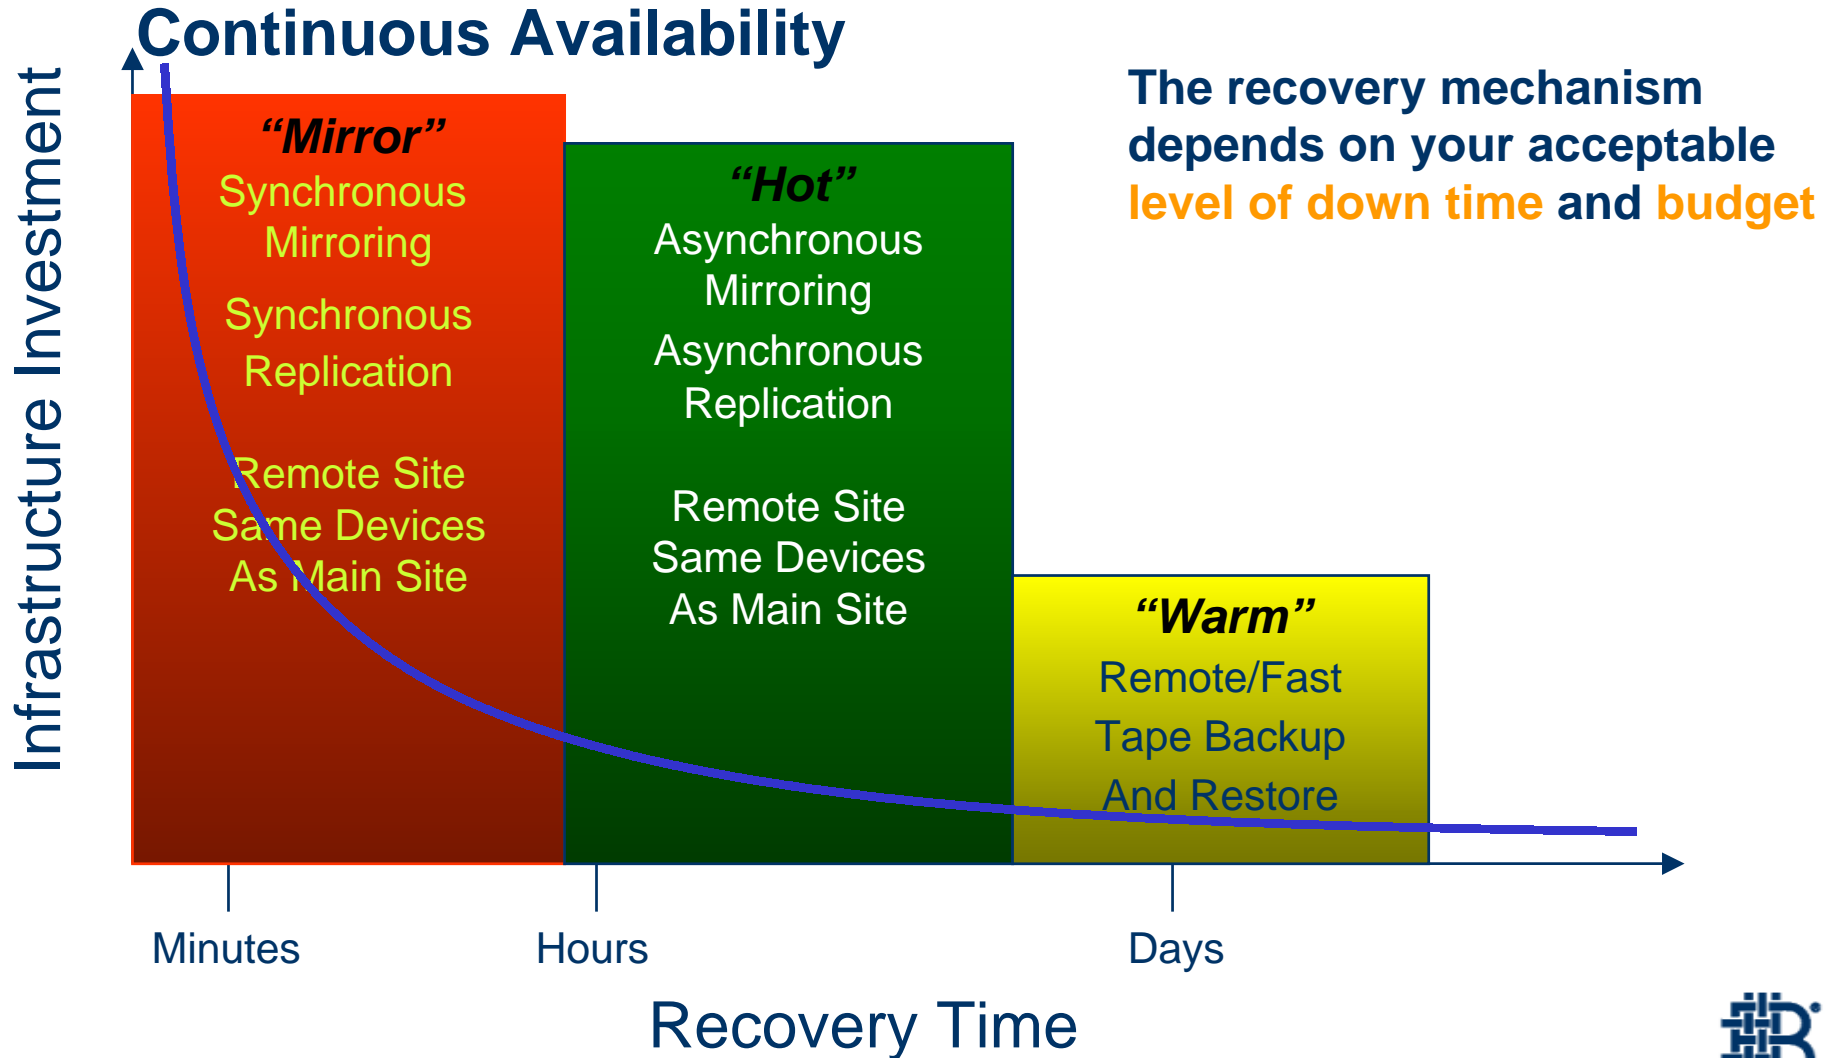 Continuous Availability
The recovery mechanism
depends on your acceptable
level of down time and budget
Infrastructure Investment
“Mirror”
Synchronous
Mirroring
Synchronous
Replication
Remote Site
Same Devices
As Main Site
“Hot”
Asynchronous
Mirroring
Asynchronous
Replication
Remote Site
Same Devices
As Main Site
“Warm”
Remote/Fast
Tape Backup
And Restore
Minutes
Hours
Days
Recovery Time